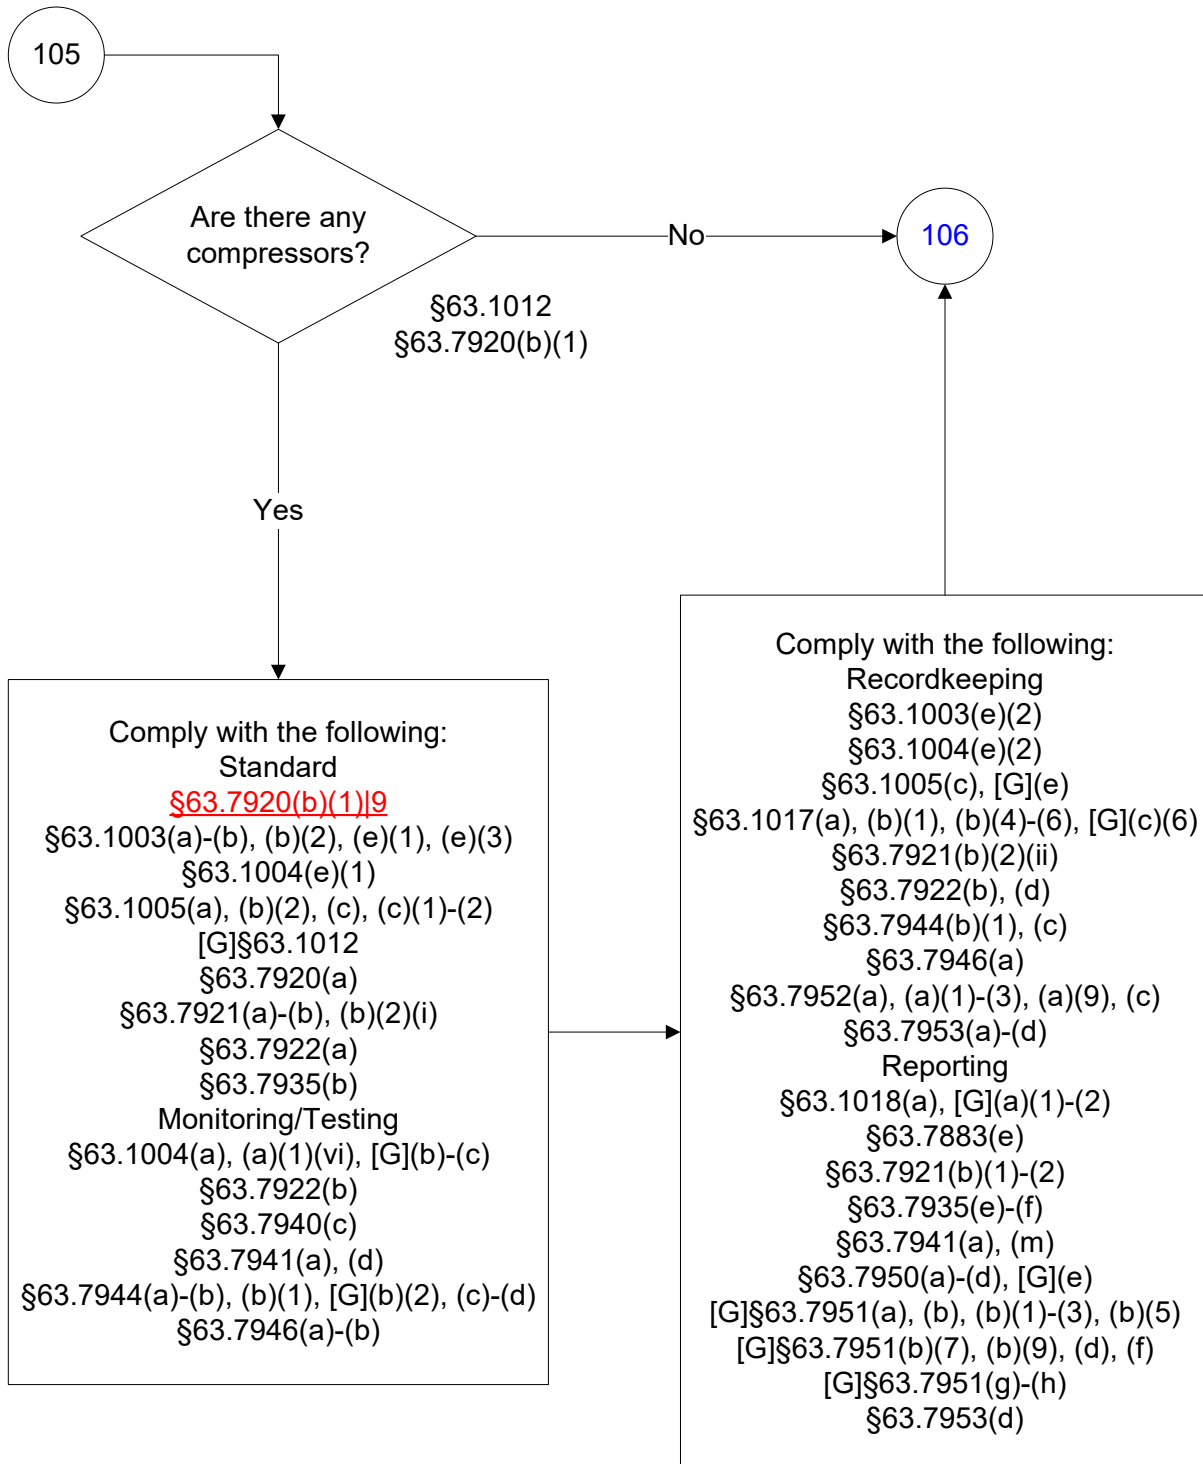 105
Are there any
compressors?
No
106
§63.1012
§63.7920(b)(1)
Yes
Comply with the following:
Standard
§63.7920(b)(1)|9
§63.1003(a)-(b), (b)(2), (e)(1), (e)(3)
§63.1004(e)(1)
§63.1005(a), (b)(2), (c), (c)(1)-(2)
[G]§63.1012
§63.7920(a)
§63.7921(a)-(b), (b)(2)(i)
§63.7922(a)
§63.7935(b)
Monitoring/Testing
§63.1004(a), (a)(1)(vi), [G](b)-(c)
§63.7922(b)
§63.7940(c)
§63.7941(a), (d)
§63.7944(a)-(b), (b)(1), [G](b)(2), (c)-(d)
§63.7946(a)-(b)
Comply with the following:
Recordkeeping
§63.1003(e)(2)
§63.1004(e)(2)
§63.1005(c), [G](e)
§63.1017(a), (b)(1), (b)(4)-(6), [G](c)(6)
§63.7921(b)(2)(ii)
§63.7922(b), (d)
§63.7944(b)(1), (c)
§63.7946(a)
§63.7952(a), (a)(1)-(3), (a)(9), (c)
§63.7953(a)-(d)
Reporting
§63.1018(a), [G](a)(1)-(2)
§63.7883(e)
§63.7921(b)(1)-(2)
§63.7935(e)-(f)
§63.7941(a), (m)
§63.7950(a)-(d), [G](e)
[G]§63.7951(a), (b), (b)(1)-(3), (b)(5)
[G]§63.7951(b)(7), (b)(9), (d), (f)
[G]§63.7951(g)-(h)
§63.7953(d)